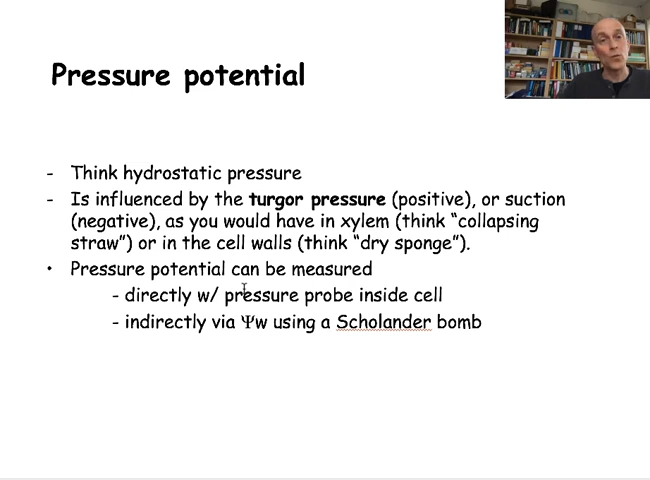 Pressure potential
- Think hydrostatic pressure
- Is influenced by the turgor pressure (positive), or suction
(negative), as you would have in xylem (think “collapsing
straw”) or in the cell walls (think “dry sponge”).
• Pressure potential can be measured
- directly w/ pressure probe inside cell
- indirectly via Ψw using a Scholander bomb